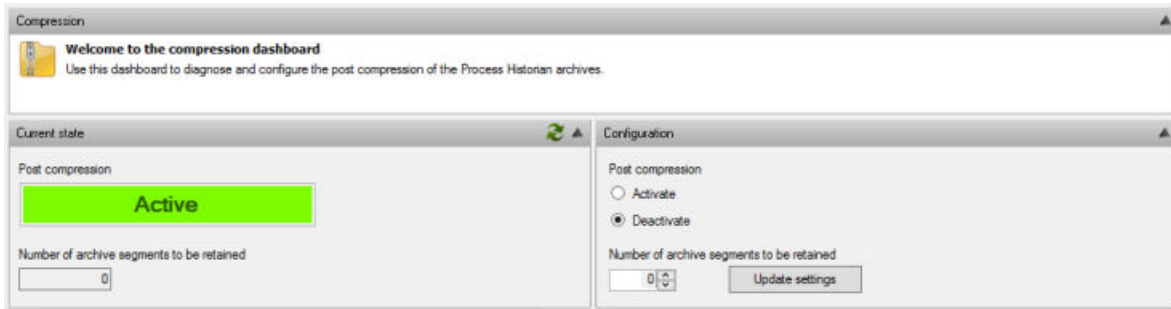 Compression
Welcome to the compression dashboard
Use this dashboard to diagnose and configure the post compression of the Process Historian archives.
Current state
Post compression
Active
Number of archive segments to be retained
0
Configuration
Post compression
Activate
Deactivate
Number of archive segments to be retained
0
Update settings